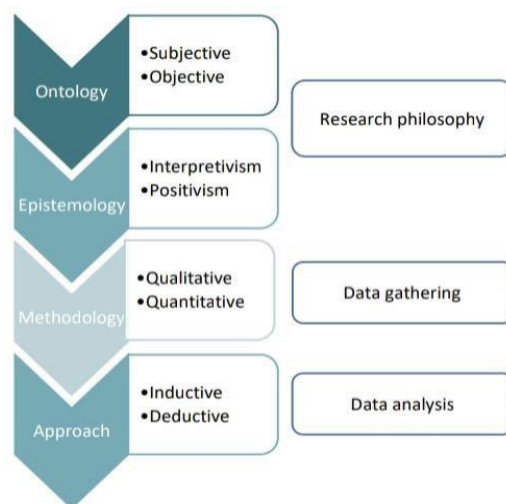 Ontology
•Subjective
•Objective
Research philosophy
Epistemology
•Interpretivism
•Positivism
Methodology
•Qualitative
•Quantitative
Data gathering
Approach
•Inductive
•Deductive
Data analysis